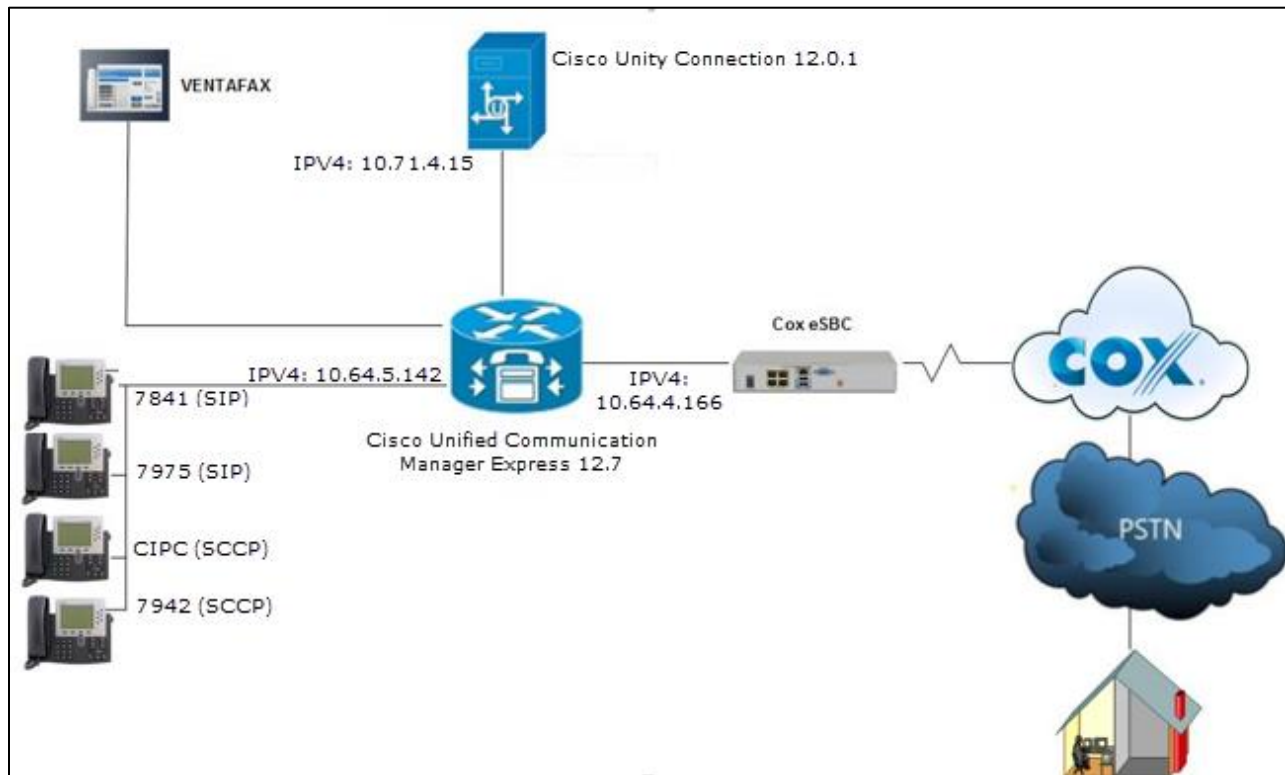 VENTAFAX
Cisco Unity Connection 12.0.1
IPV4: 10.71.4.15
Cox eSBC
IPV4: 10.64.5.142
IPV4:
10.64.4.166
COX
7841 (SIP)
Cisco Unified Communication
Manager Express 12.7
7975 (SIP)
PSTN
CIPC (SCCP)
7942 (SCCP)
U